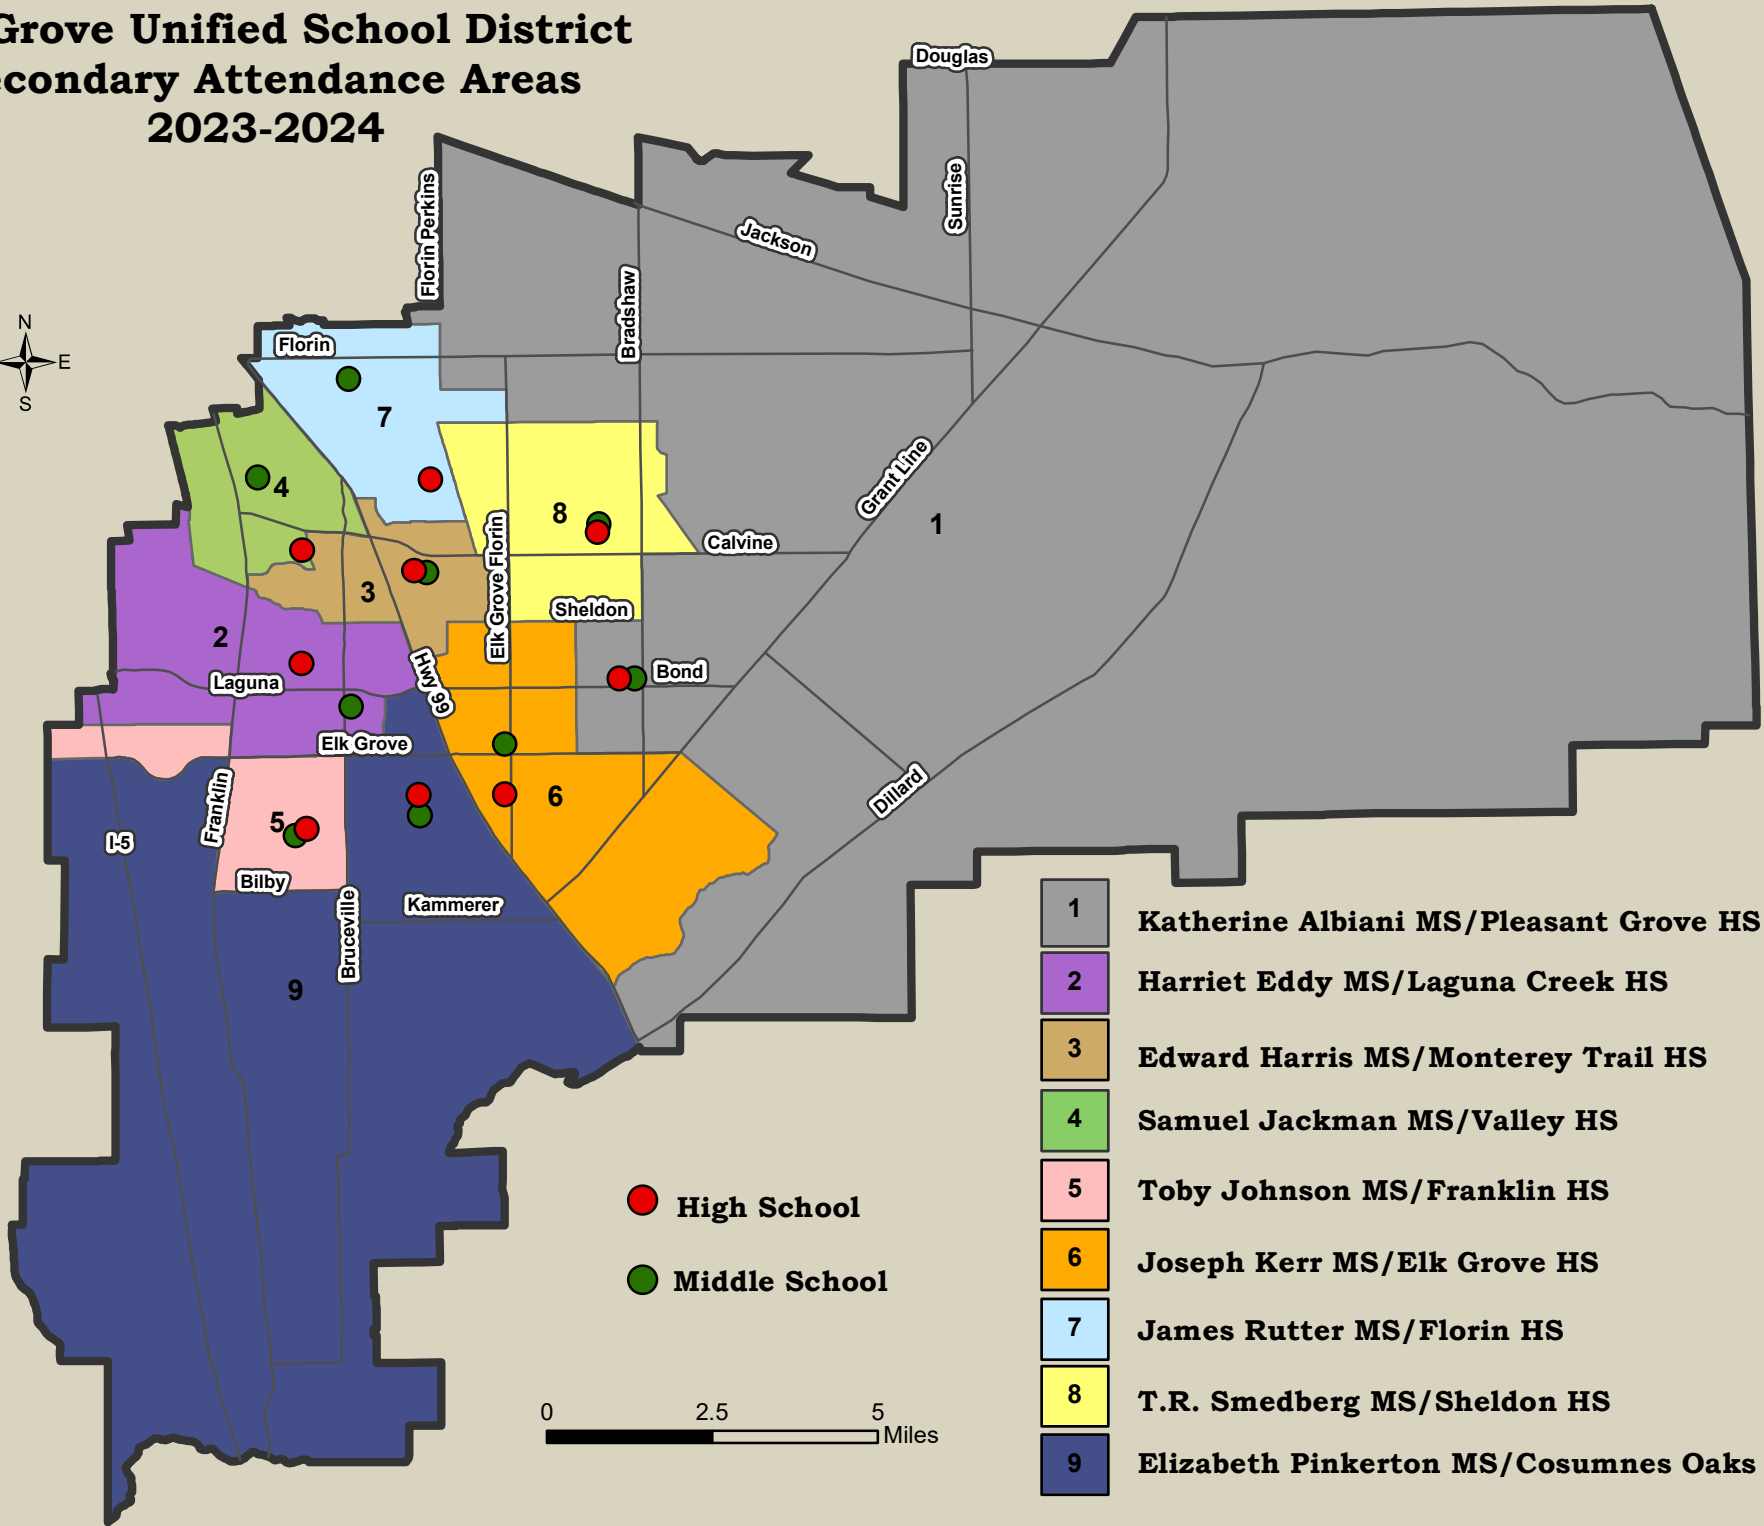 Grove Unified School District
condary Attendance Areas
2023-2024
Douglas
Florin Perkins
Sunrise
Jackson
Bradshaw
N
E
S
Florin
7
4
8
Grant Line
1
Elk Grove Florin
Calvine
3
Sheldon
2
Hwy 99
Bond
Laguna
Elk Grove
Franklin
6
Dillard
5
I-5
Bilby
Bruceville
Kammerer
9
1 Katherine Albiani MS/Pleasant Grove HS
2 Harriet Eddy MS/Laguna Creek HS
3 Edward Harris MS/Monterey Trail HS
4 Samuel Jackman MS/Valley HS
5 Toby Johnson MS/Franklin HS
6 Joseph Kerr MS/Elk Grove HS
7 James Rutter MS/Florin HS
8 T.R. Smedberg MS/Sheldon HS
9 Elizabeth Pinkerton MS/Cosumnes Oaks
High School
Middle School
0 2.5 5
Miles